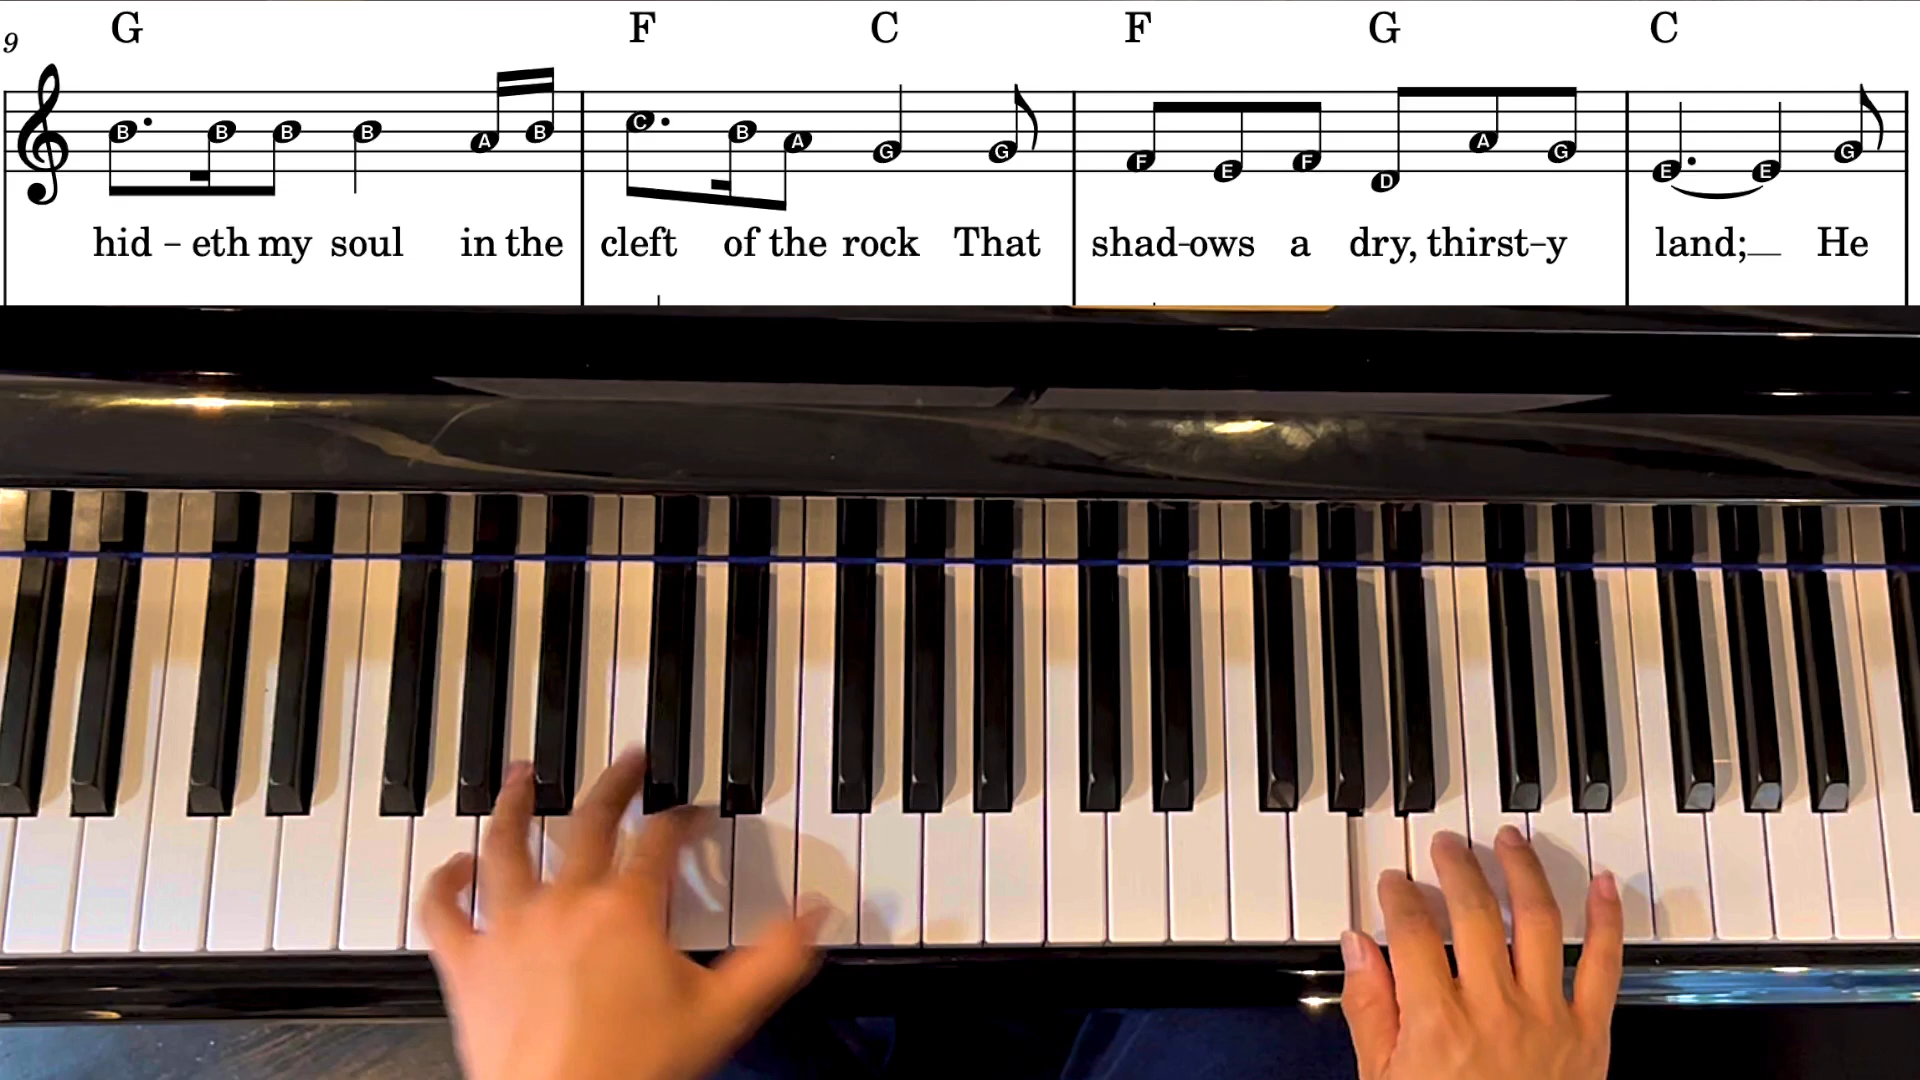 G F C F G C
9
B B B B A B C B A G G F E F D A G E E G
hid - eth my soul in the cleft of the rock That shad-ows a dry, thirst-y land; He